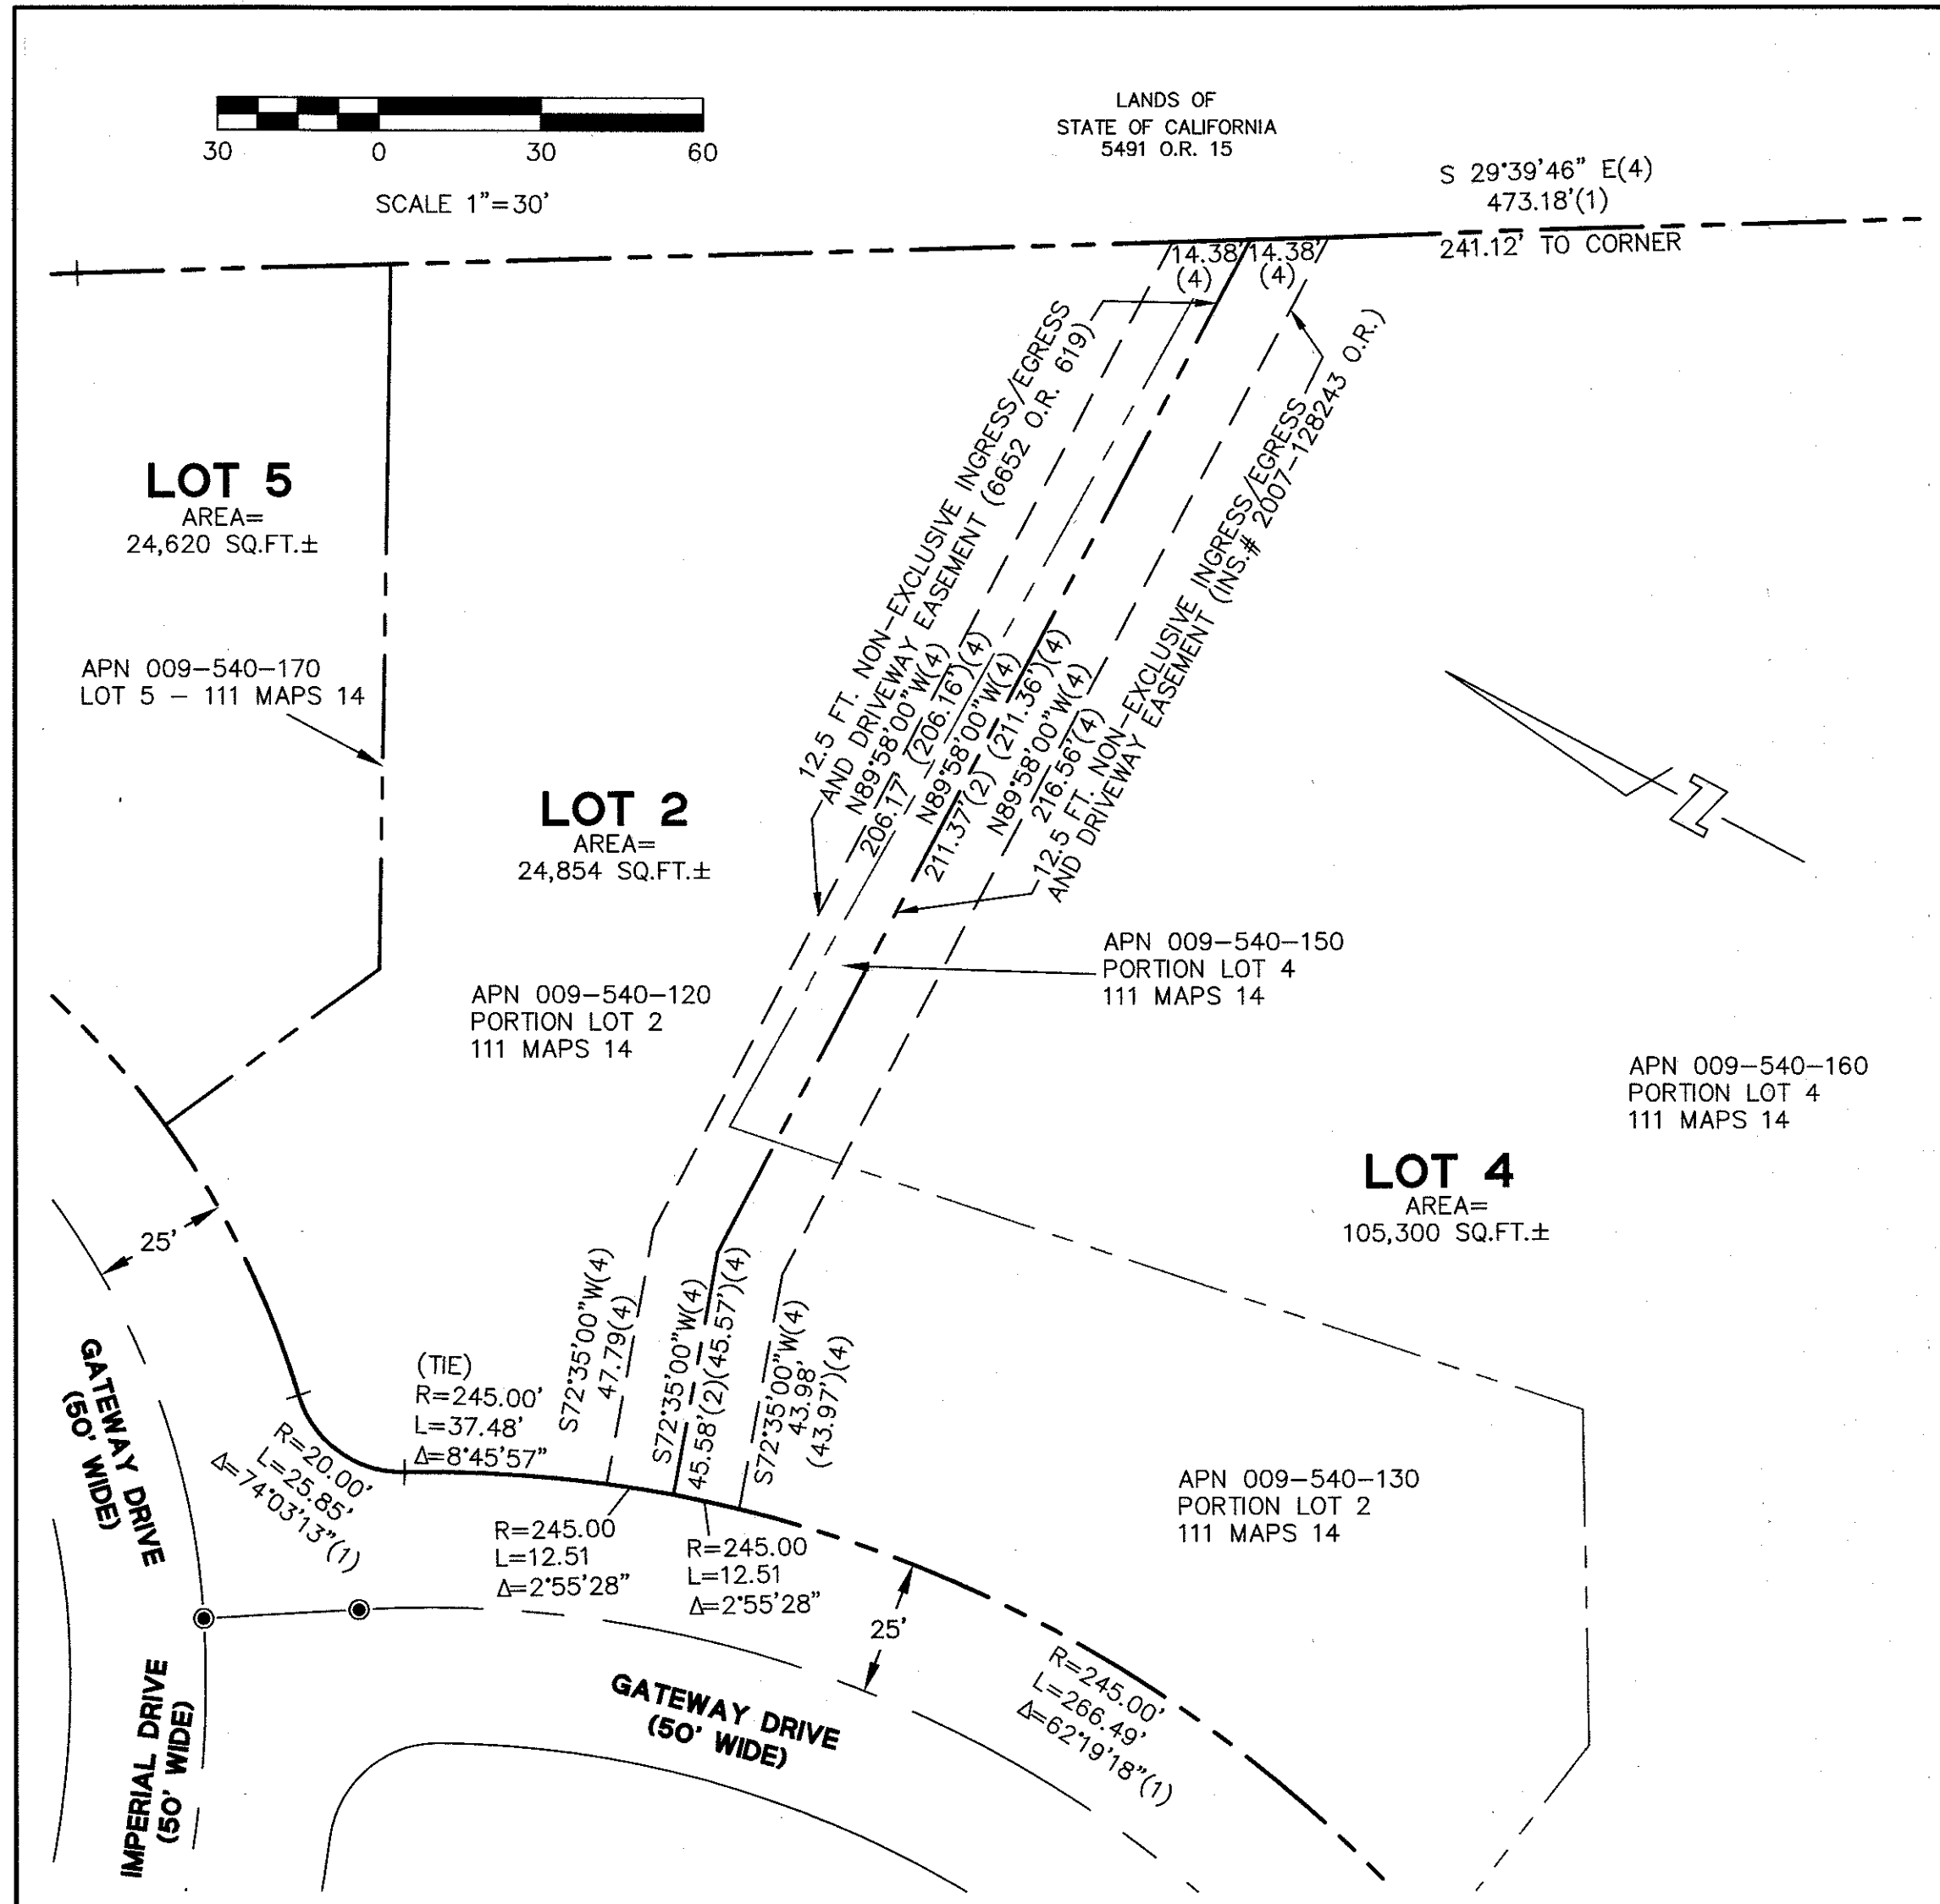 30 0 30 60
SCALE 1"=30'
LANDS OF
STATE OF CALIFORNIA
5491 O.R. 15
S 29°39'46" E(4)
473.18'(1)
241.12' TO CORNER
14.38'
(4)
14.38'
(4)
LOT 5
AREA=
24,620 SQ.FT.±
APN 009-540-170
LOT 5 - 111 MAPS 14
LOT 2
AREA=
24,854 SQ.FT.±
12.5 FT. NON-EXCLUSIVE INGRESS/EGRESS
AND DRIVEWAY EASEMENT (6652 O.R. 619)
N89°58'00"W(4)
206.17' (206.16')(4)
N89°58'00"W(4)
211.37'(2) (211.36')(4)
N89°58'00"W(4)
216.56'(4)
12.5 FT. NON-EXCLUSIVE INGRESS/EGRESS
AND DRIVEWAY EASEMENT (INS.# 2007-128243 O.R.)
N
APN 009-540-150
PORTION LOT 4
111 MAPS 14
APN 009-540-120
PORTION LOT 2
111 MAPS 14
APN 009-540-160
PORTION LOT 4
111 MAPS 14
LOT 4
AREA=
105,300 SQ.FT.±
25'
S72°35'00"W(4)
47.79(4)
S72°35'00"W(4)
45.58'(2)(45.57')(4)
S72°35'00"W(4)
43.98'
(43.97')(4)
GATEWAY DRIVE
(50' WIDE)
(TIE)
R=245.00'
L=37.48'
Δ=8°45'57"
R=20.00'
L=25.85'
Δ=74°03'13"(1)
R=245.00
L=12.51
Δ=2°55'28"
R=245.00
L=12.51
Δ=2°55'28"
APN 009-540-130
PORTION LOT 2
111 MAPS 14
25'
R=245.00'
L=266.49'
Δ=62°19'18"(1)
GATEWAY DRIVE
(50' WIDE)
IMPERIAL DRIVE
(50' WIDE)